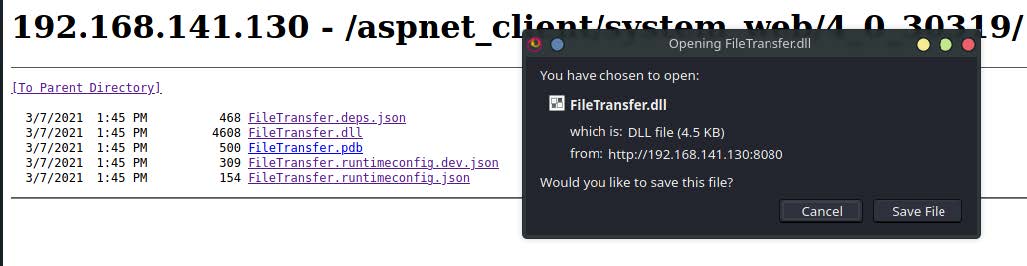 192.168.141.130 - /aspnet_client/system_web/4_0_30319/
[To Parent Directory]
3/7/2021 1:45 PM 468 FileTransfer.deps.json
3/7/2021 1:45 PM 4608 FileTransfer.dll
3/7/2021 1:45 PM 500 FileTransfer.pdb
3/7/2021 1:45 PM 309 FileTransfer.runtimeconfig.dev.json
3/7/2021 1:45 PM 154 FileTransfer.runtimeconfig.json
Opening FileTransfer.dll
You have chosen to open:
FileTransfer.dll
which is: DLL file (4.5 KB)
from: http://192.168.141.130:8080
Would you like to save this file?
Cancel Save File